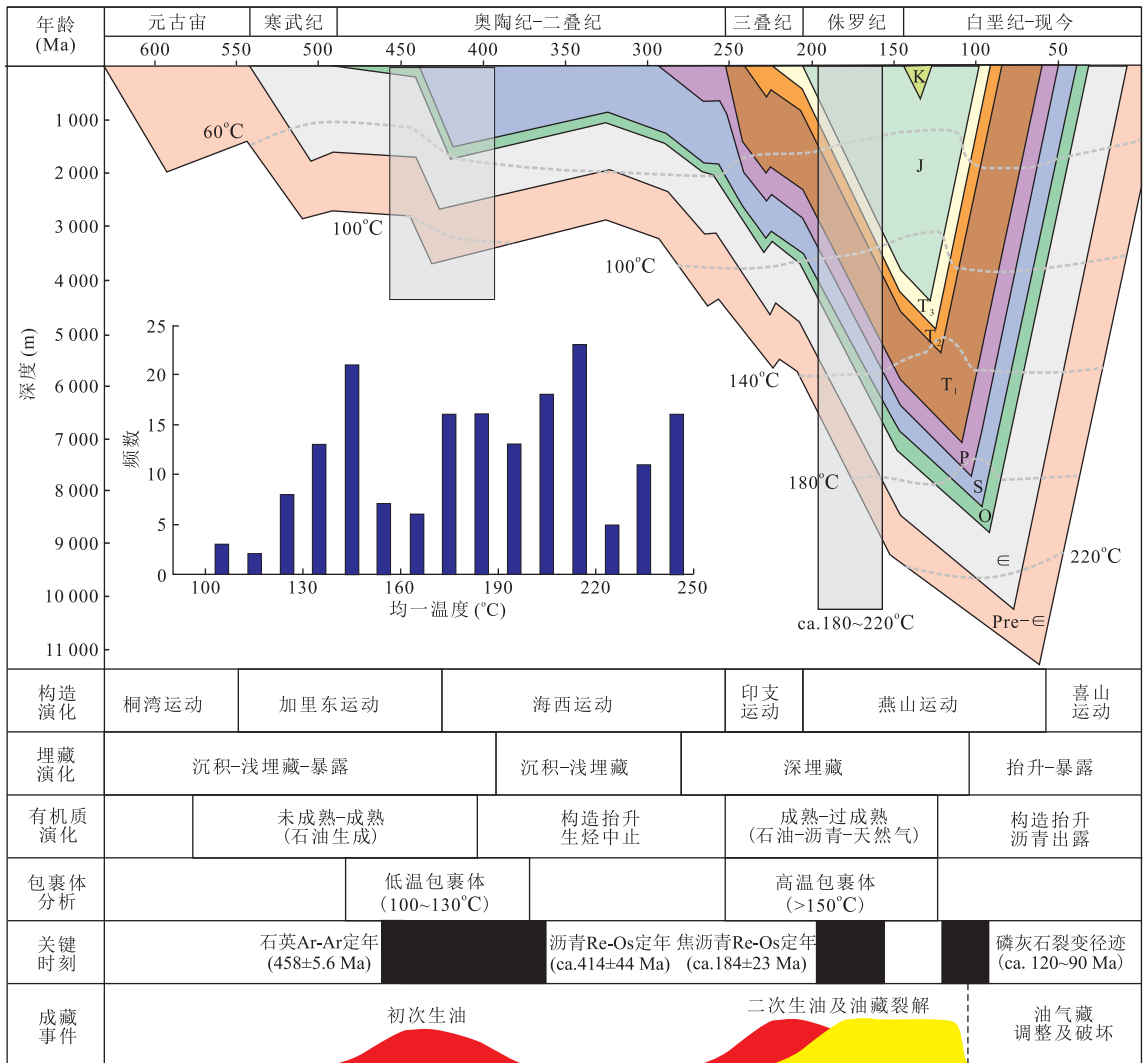 年龄
(Ma)
元古宙
寒武纪
奥陶纪-二叠纪
三叠纪
侏罗纪
白垩纪-现今
600
550
500
450
400
350
300
250
200
150
100
50
深度(m)
1 000
2 000
3 000
4 000
5 000
6 000
7 000
8 000
9 000
10 000
11 000
60°C
100°C
100°C
140°C
180°C
220°C
ca.180~220°C
K
J
T3
T2
T1
P
S
O
∈
Pre-∈
频数
25
20
15
10
5
0
100
130
160
220
250
均一温度(°C)
构造
演化
桐湾运动
加里东运动
海西运动
印支
运动
燕山运动
喜山
运动
埋藏
演化
沉积-浅埋藏-暴露
沉积-浅埋藏
深埋藏
抬升-暴露
有机质
演化
未成熟-成熟
(石油生成)
构造抬升
生烃中止
成熟-过成熟
(石油-沥青-天然气)
构造抬升
沥青出露
包裹体
分析
低温包裹体
(100~130°C)
高温包裹体
(>150°C)
关键
时刻
石英Ar-Ar定年
(458±5.6 Ma)
沥青Re-Os定年
(ca.414±44 Ma)
焦沥青Re-Os定年
(ca.184±23 Ma)
磷灰石裂变径迹
(ca. 120~90 Ma)
成藏
事件
初次生油
二次生油及油藏裂解
油气藏
调整及破坏